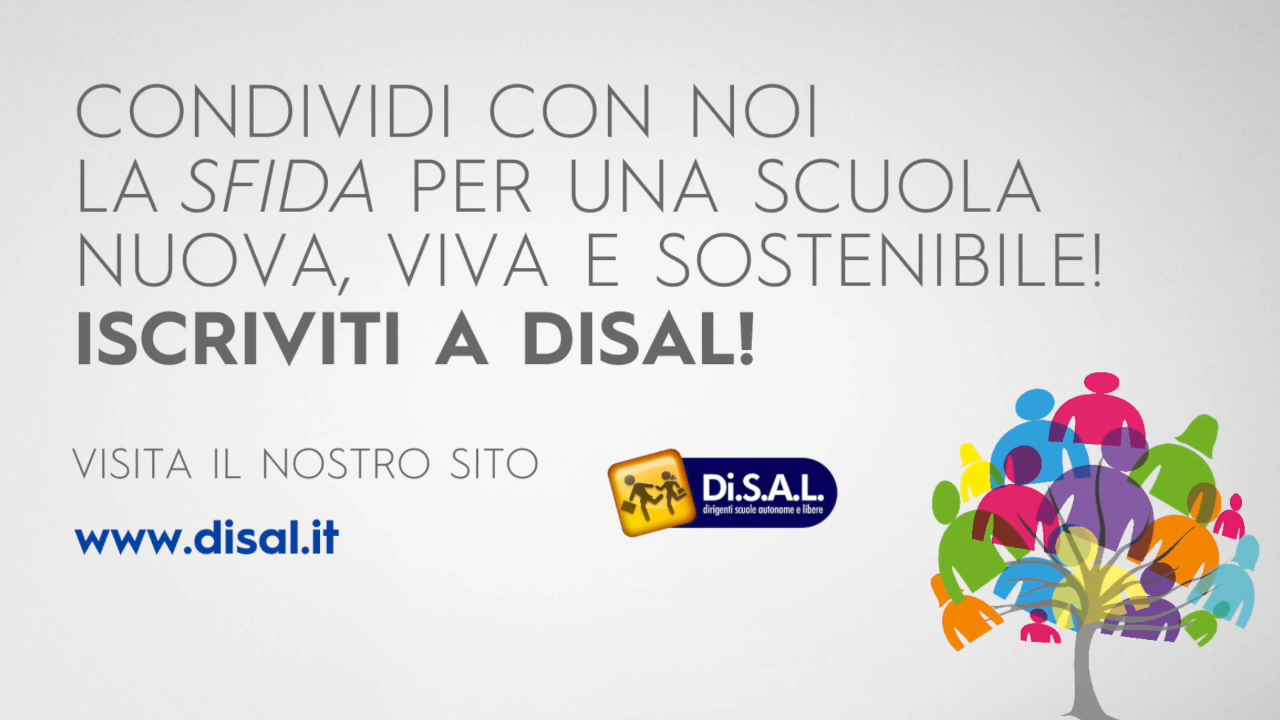 CONDIVIDI CON NOI
LA SFIDA PER UNA SCUOLA
NUOVA, VIVA E SOSTENIBILE!
ISCRIVITI A DISAL!
VISITA IL NOSTRO SITO
www.disal.it
Di.S.A.L.
dirigenti scuole autonome e libere